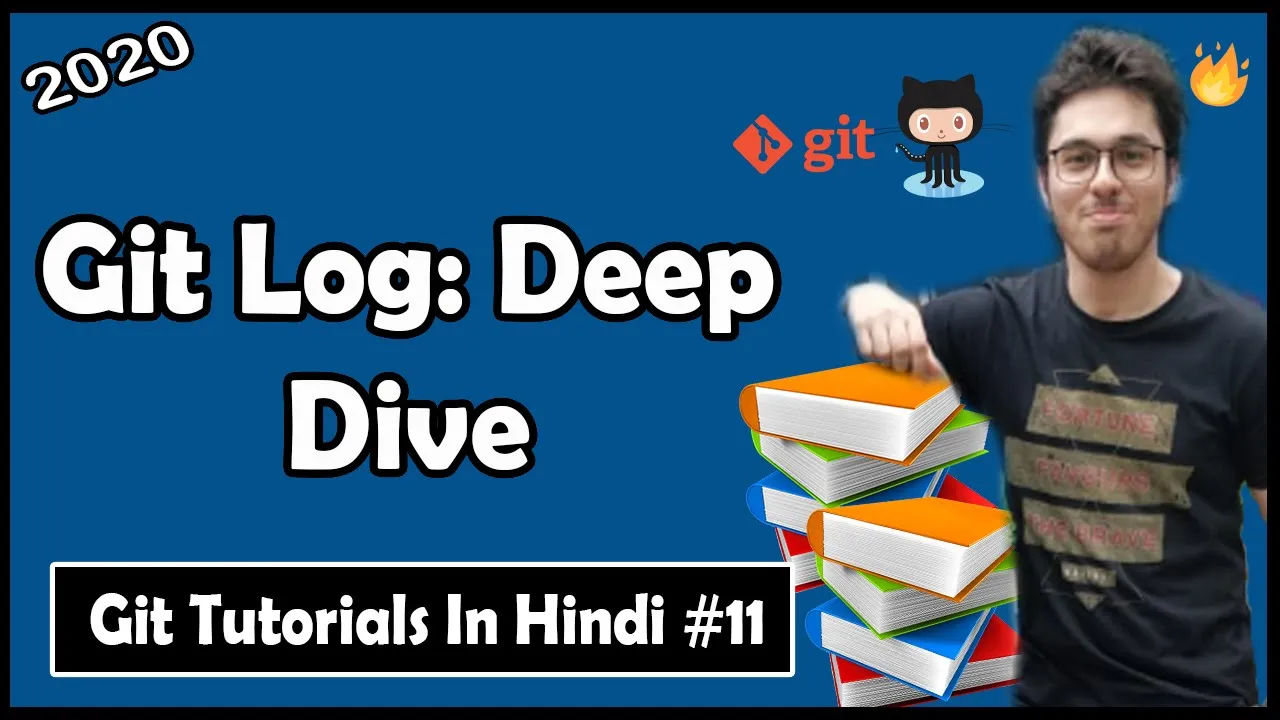 2020
git
Git Log: Deep
Dive
FORTUNE
FAVOURS
THE BRAVE
Git Tutorials In Hindi #11